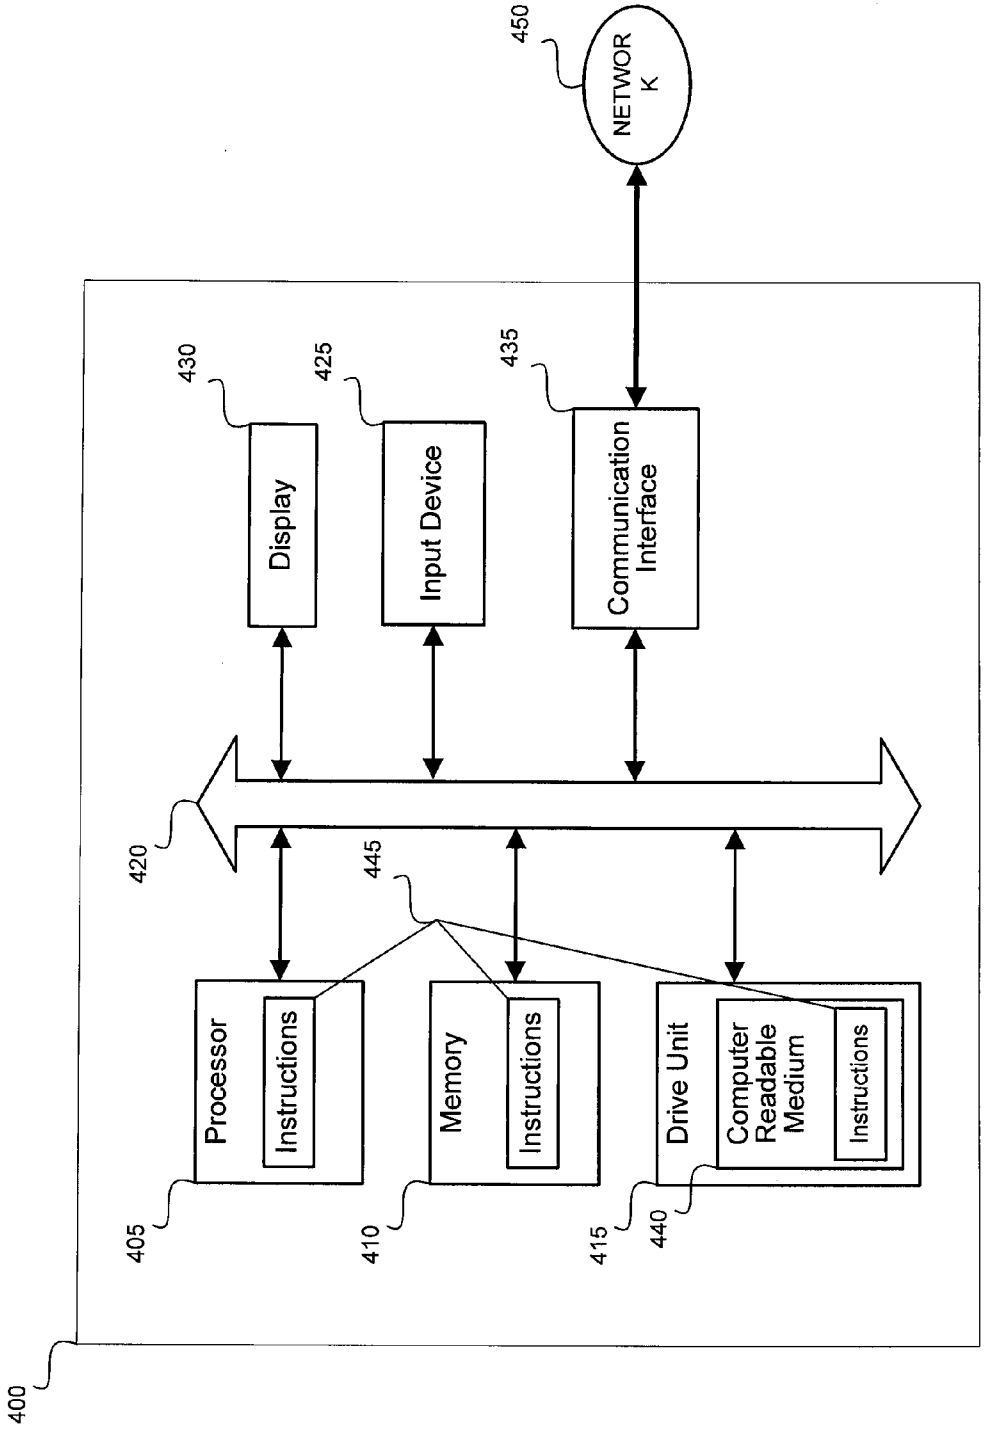 400
405
Processor
Instructions
420
430
Display
410
Memory
Instructions
445
425
Input Device
415
Drive Unit
440
Computer
Readable
Medium
Instructions
435
Communication
Interface
450
NETWOR
K